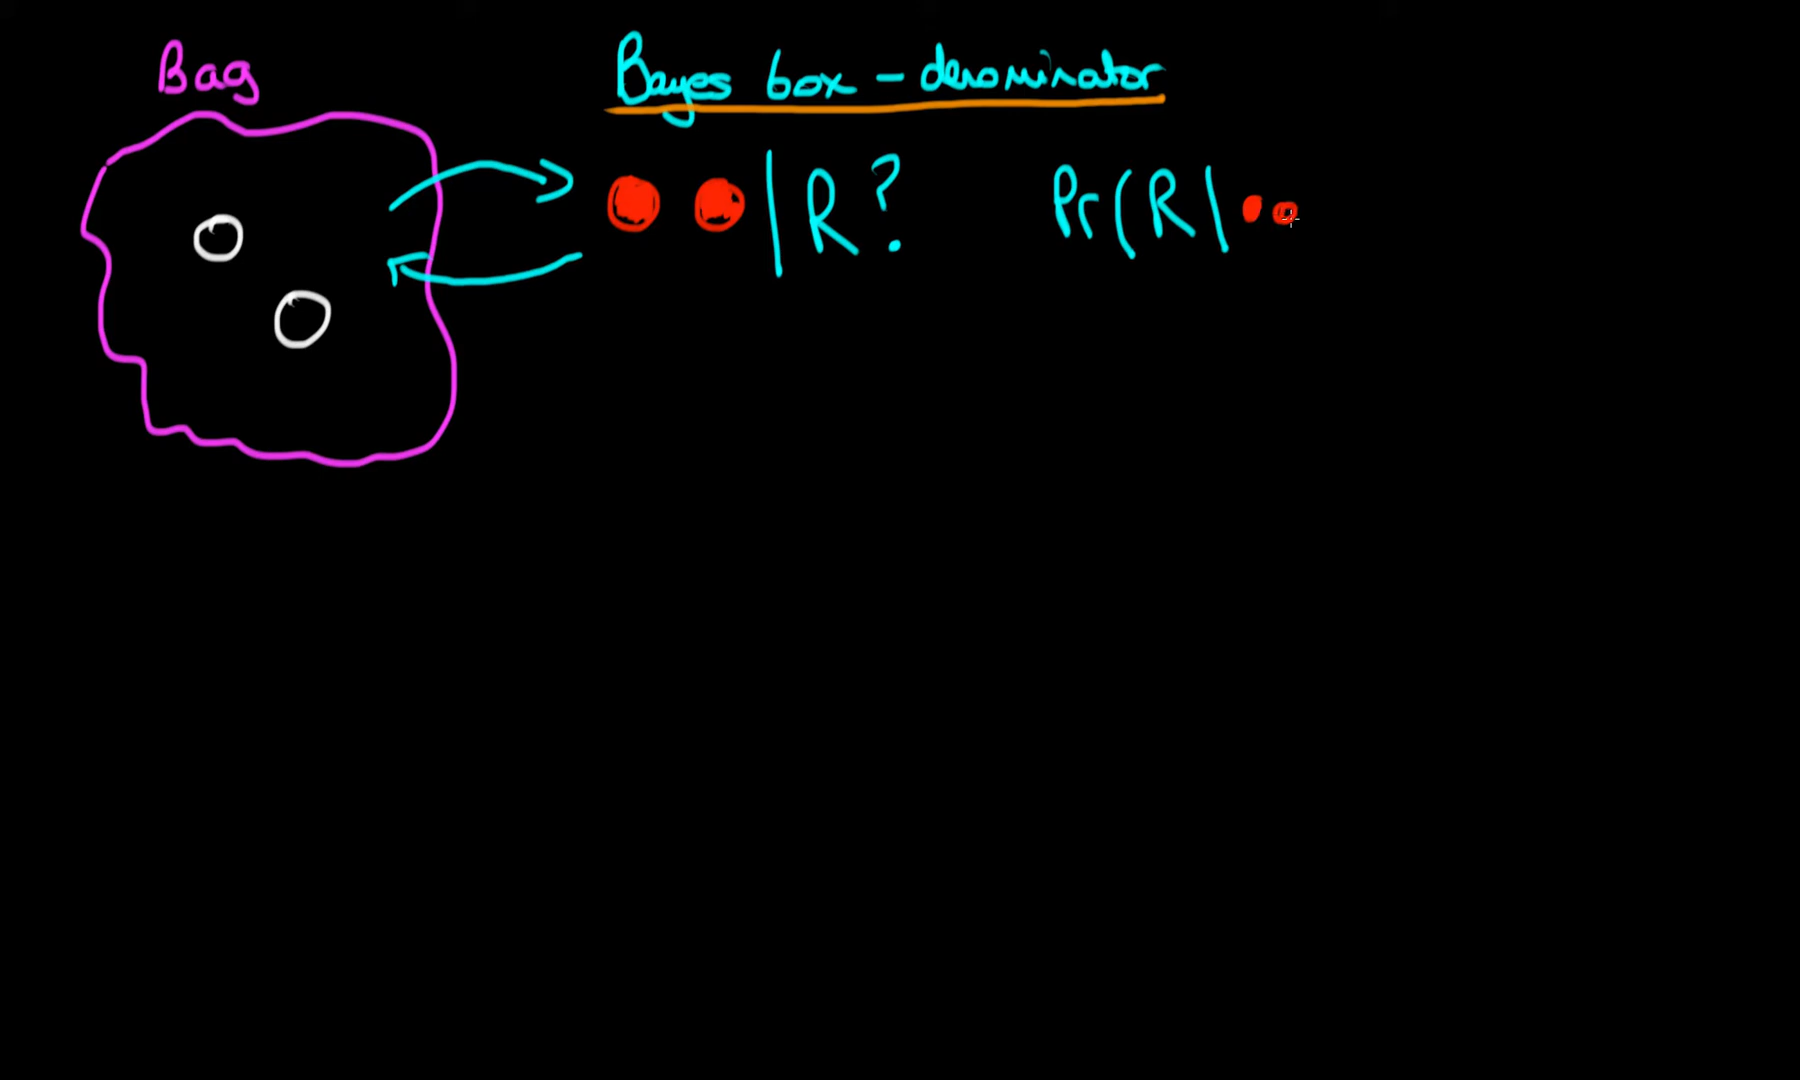 Bag
Bayes box - denominator
| R ?
Pr(R|